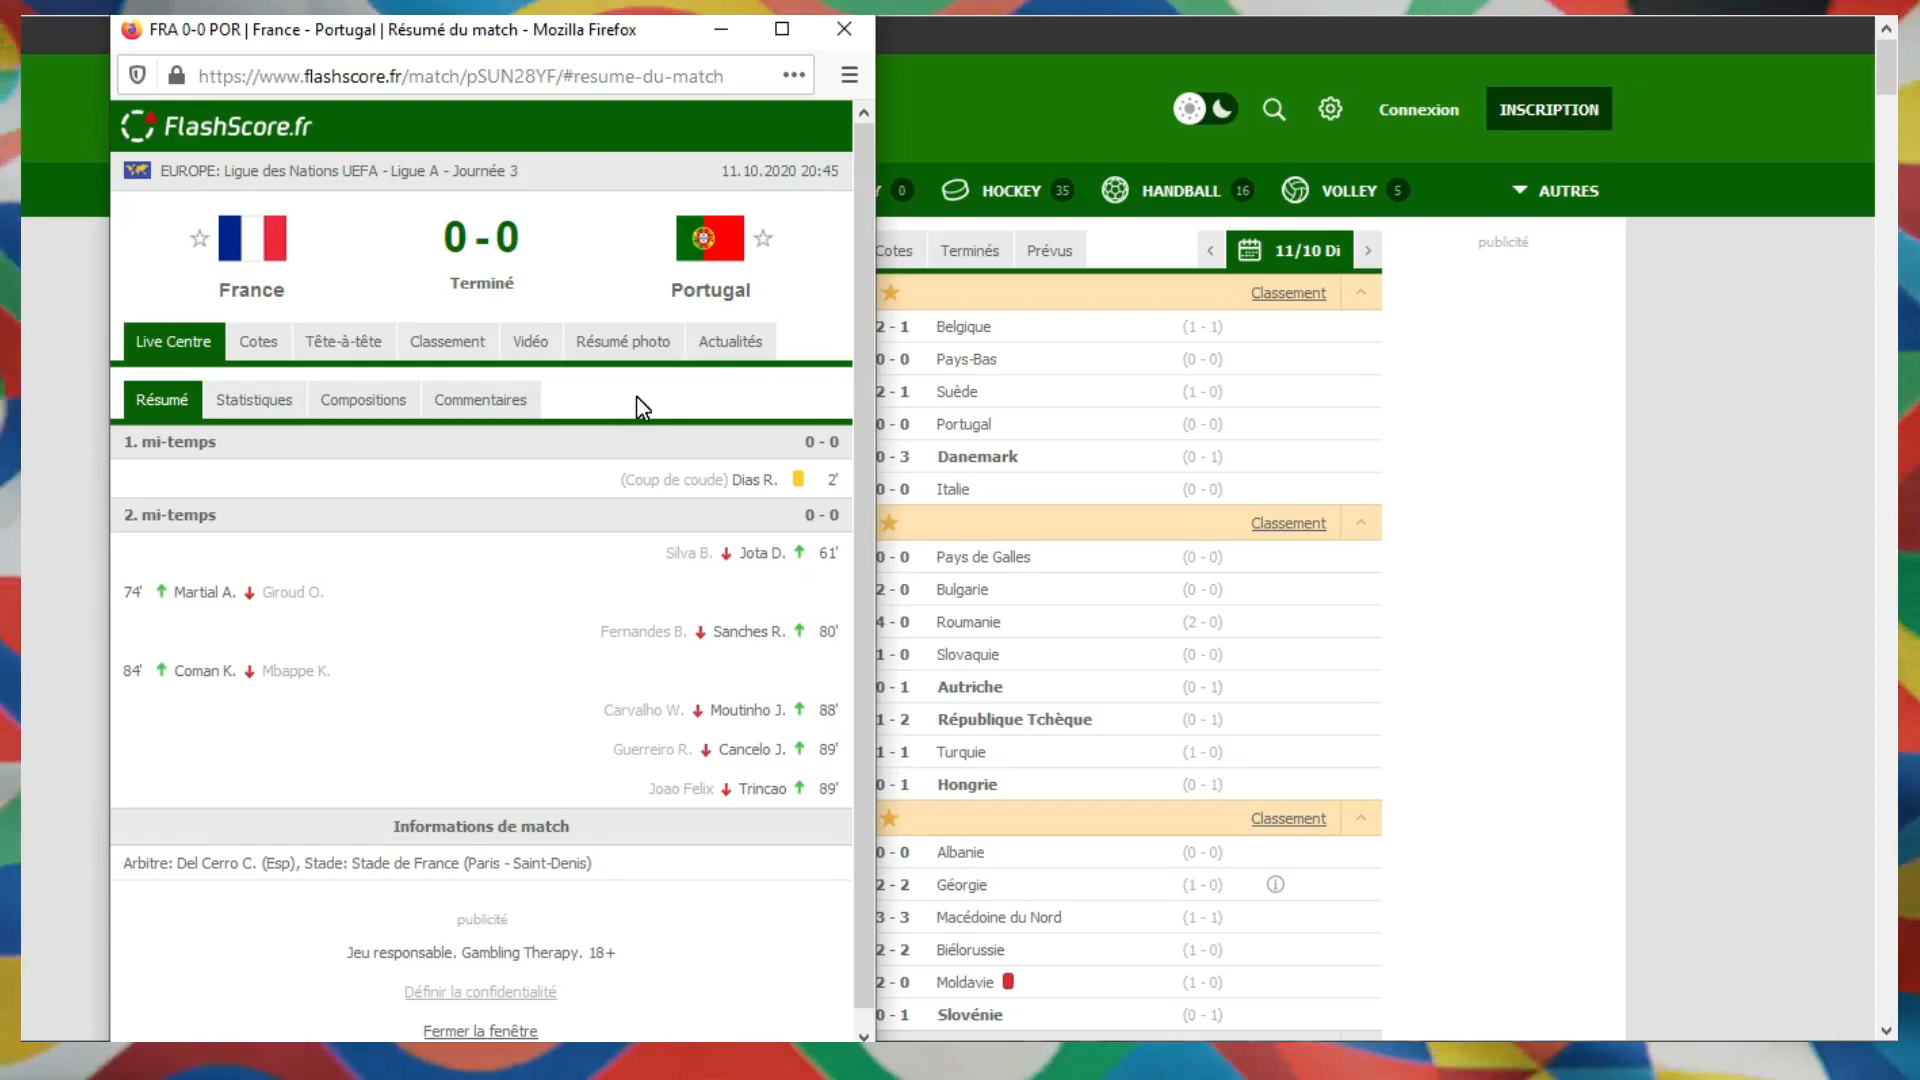 FRA 0-0 POR | France - Portugal | Résumé du match - Mozilla Firefox
https://www.flashscore.fr/match/pSUN28YF/#resume-du-match
FlashScore.fr
EUROPE: Ligue des Nations UEFA - Ligue A - Journée 3 11.10.2020 20:45
0 - 0
Terminé
France Portugal
Live Centre Cotes Tête-à-tête Classement Vidéo Résumé photo Actualités
Résumé Statistiques Compositions Commentaires
1. mi-temps 0 - 0
(Coup de coude) Dias R. 2'
2. mi-temps 0 - 0
Silva B. Jota D. 61'
74' Martial A. Giroud O.
Fernandes B. Sanches R. 80'
84' Coman K. Mbappe K.
Carvalho W. Moutinho J. 88'
Guerreiro R. Cancelo J. 89'
Joao Felix Trincao 89'
Informations de match
Arbitre: Del Cerro C. (Esp), Stade: Stade de France (Paris - Saint-Denis)
publicité
Jeu responsable. Gambling Therapy. 18+
Définir la confidentialité
Fermer la fenêtre
Connexion INSCRIPTION
Y 0 HOCKEY 35 HANDBALL 16 VOLLEY 5 AUTRES
Cotes Terminés Prévus 11/10 Di
publicité
Classement
2 - 1 Belgique (1 - 1)
0 - 0 Pays-Bas (0 - 0)
2 - 1 Suède (1 - 0)
0 - 0 Portugal (0 - 0)
0 - 3 Danemark (0 - 1)
0 - 0 Italie (0 - 0)
Classement
0 - 0 Pays de Galles (0 - 0)
2 - 0 Bulgarie (0 - 0)
4 - 0 Roumanie (2 - 0)
1 - 0 Slovaquie (0 - 0)
0 - 1 Autriche (0 - 1)
1 - 2 République Tchèque (0 - 1)
1 - 1 Turquie (1 - 0)
0 - 1 Hongrie (0 - 1)
Classement
0 - 0 Albanie (0 - 0)
2 - 2 Géorgie (1 - 0)
3 - 3 Macédoine du Nord (1 - 1)
2 - 2 Biélorussie (1 - 0)
2 - 0 Moldavie (1 - 0)
0 - 1 Slovénie (0 - 1)